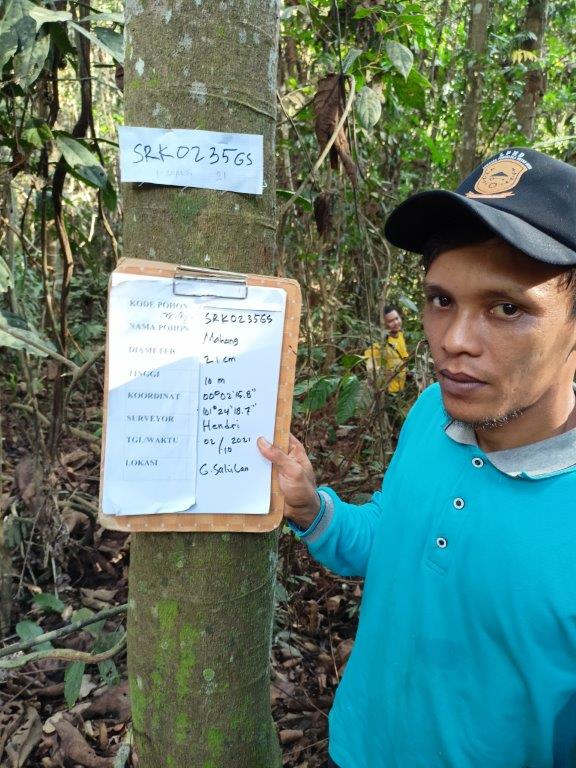 SRK0235GS
KODE POHON SRK0235GS
NAMA POHON Mahang
DIAMETER 21 cm
TINGGI 10 m
KOORDINAT 00°02'15.8"
101°24'18.7"
SURVEYOR Hendri
TGL/WAKTU 02/10 2021
LOKASI G. Salilan